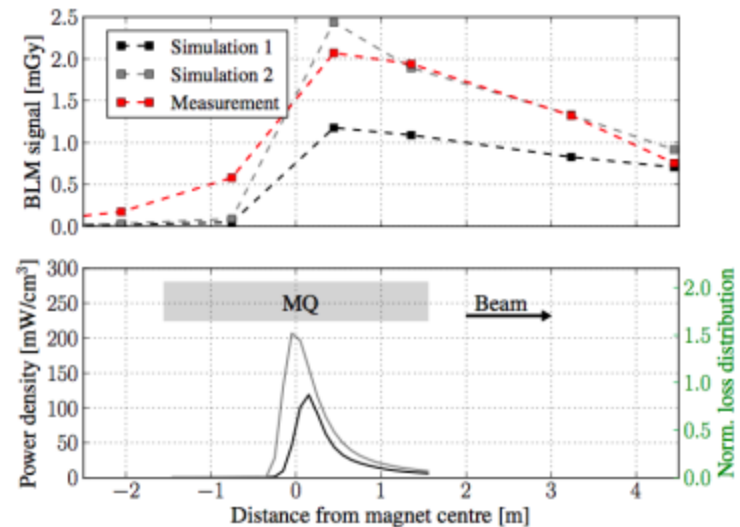 BLM signal [mGy]
2.5
2.0
1.5
1.0
0.5
0.0
Simulation 1
Simulation 2
Measurement
Power density [mW/cm³]
300
250
200
150
100
50
0
MQ
Beam
2.0
1.5
1.0
0.5
0.0
Norm. loss distribution
−2 −1 0 1 2 3 4
Distance from magnet centre [m]